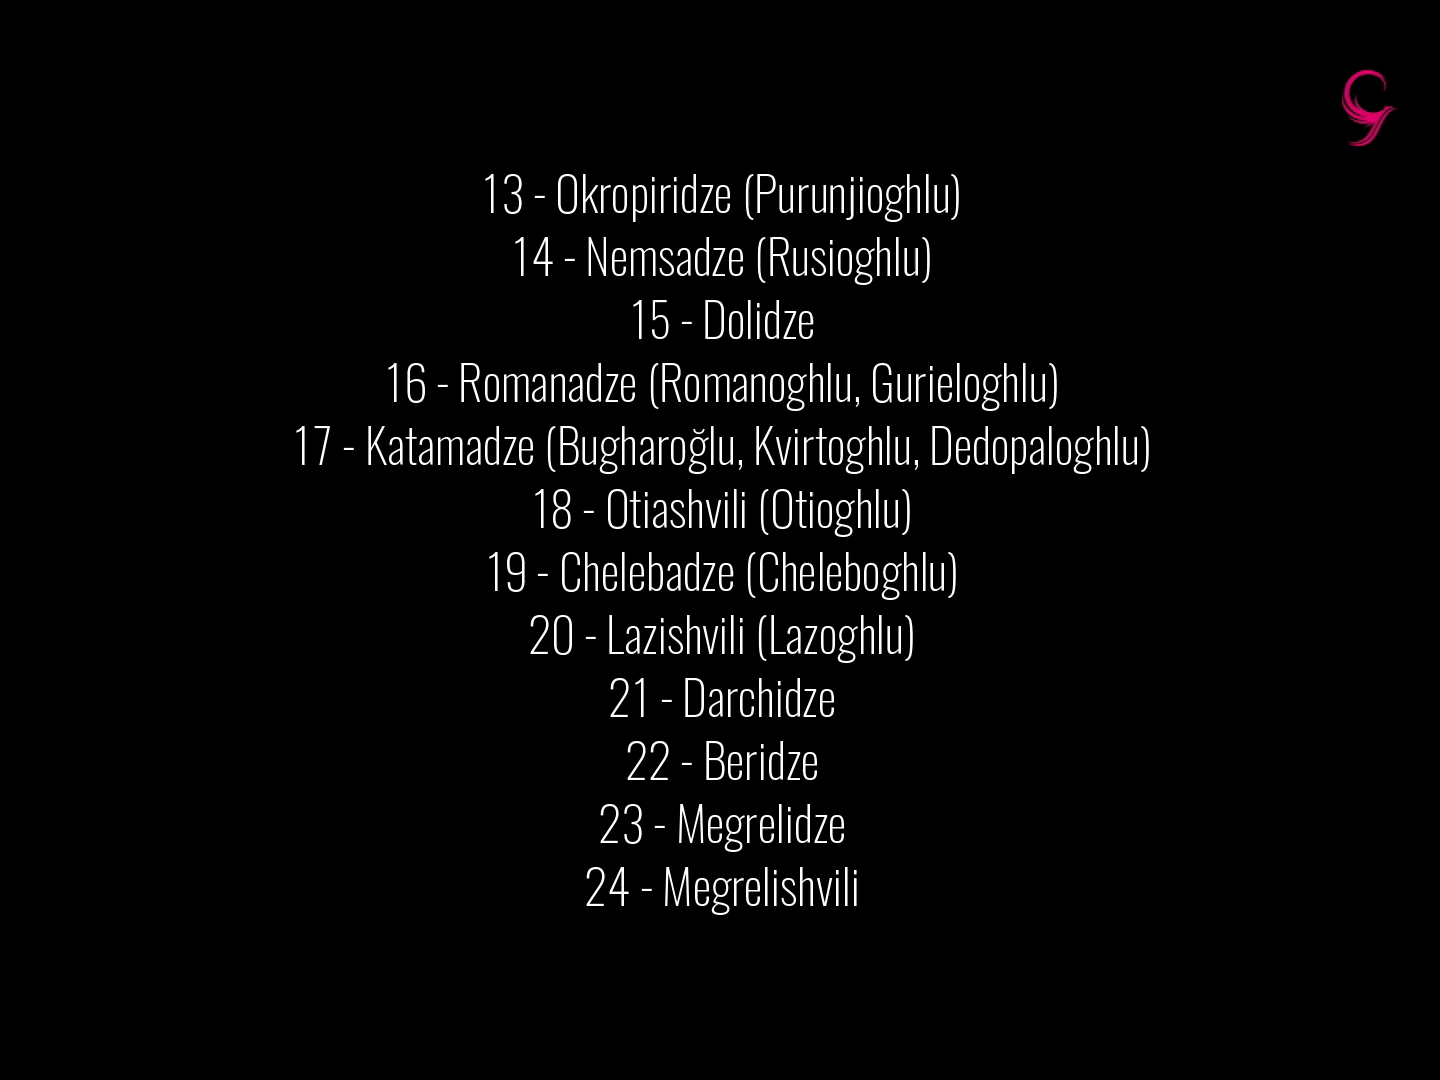 13 - Okropiridze (Purunjioghlu)
14 - Nemsadze (Rusioghlu)
15 - Dolidze
16 - Romanadze (Romanoghlu, Gurieloghlu)
17 - Katamadze (Bugharoğlu, Kvirtoghlu, Dedopaloghlu)
18 - Otiashvili (Otioghlu)
19 - Chelebadze (Cheleboghlu)
20 - Lazishvili (Lazoghlu)
21 - Darchidze
22 - Beridze
23 - Megrelidze
24 - Megrelishvili